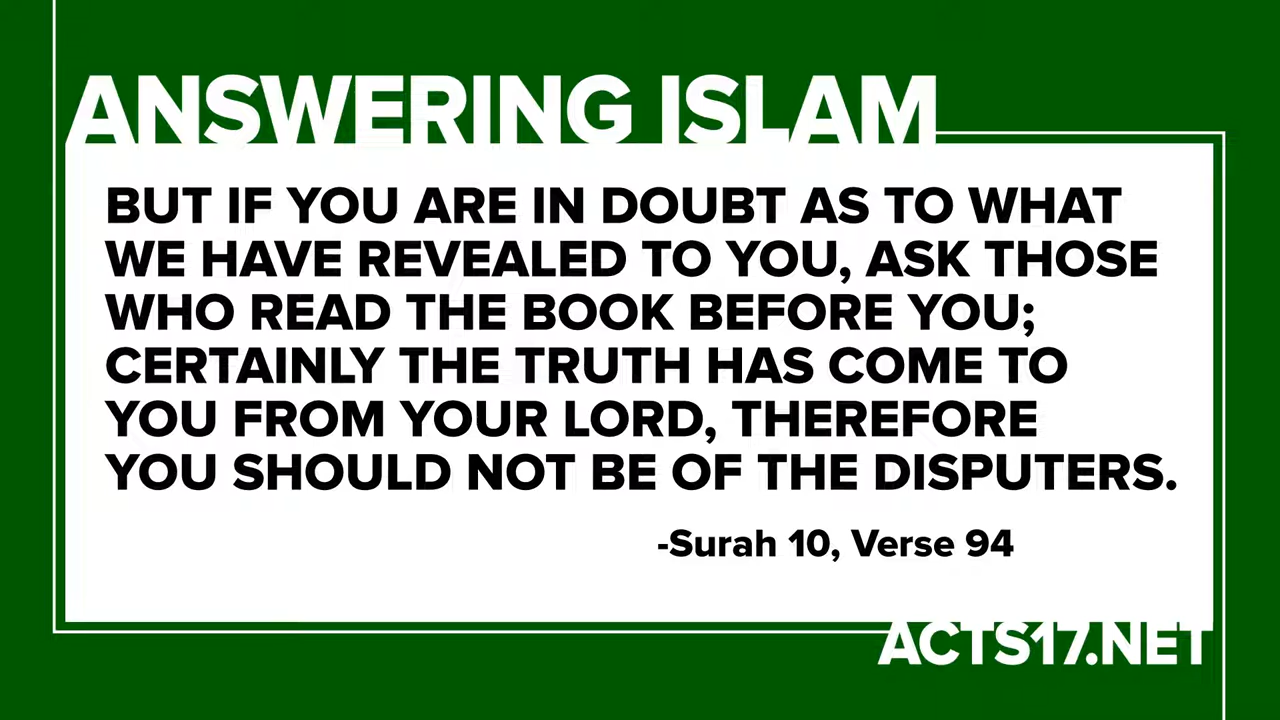 ANSWERING ISLAM
BUT IF YOU ARE IN DOUBT AS TO WHAT
WE HAVE REVEALED TO YOU, ASK THOSE
WHO READ THE BOOK BEFORE YOU;
CERTAINLY THE TRUTH HAS COME TO
YOU FROM YOUR LORD, THEREFORE
YOU SHOULD NOT BE OF THE DISPUTERS.
-Surah 10, Verse 94
ACTS17.NET